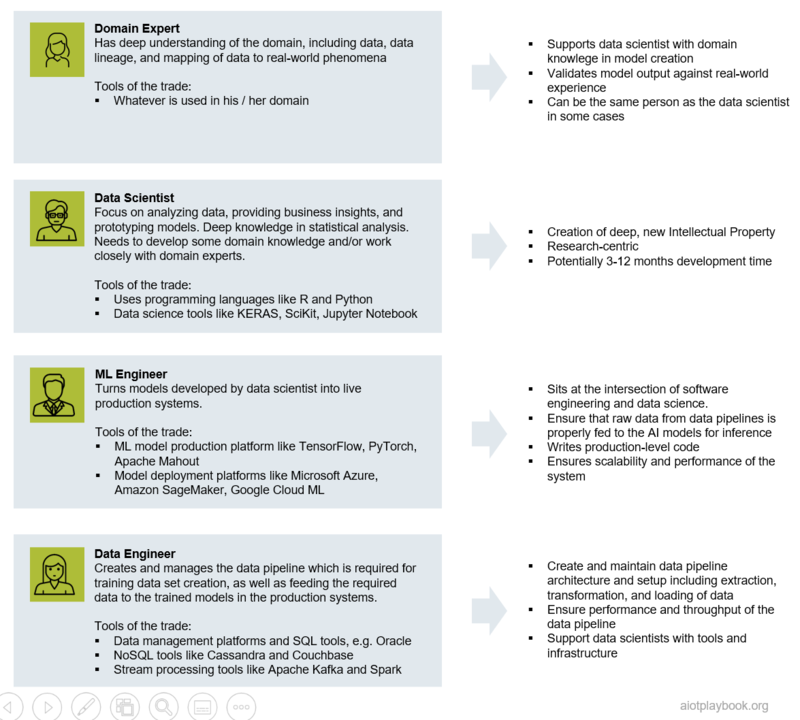 Domain Expert
Has deep understanding of the domain, including data, data
lineage, and mapping of data to real-world phenomena
Tools of the trade:
▪ Whatever is used in his / her domain
▪ Supports data scientist with domain
knowlege in model creation
▪ Validates model output against real-world
experience
▪ Can be the same person as the data scientist
in some cases
Data Scientist
Focus on analyzing data, providing business insights, and
prototyping models. Deep knowledge in statistical analysis.
Needs to develop some domain knowledge and/or work
closely with domain experts.
Tools of the trade:
▪ Uses programming languages like R and Python
▪ Data science tools like KERAS, SciKit, Jupyter Notebook
▪ Creation of deep, new Intellectual Property
▪ Research-centric
▪ Potentially 3-12 months development time
ML Engineer
Turns models developed by data scientist into live
production systems.
Tools of the trade:
▪ ML model production platform like TensorFlow, PyTorch,
Apache Mahout
▪ Model deployment platforms like Microsoft Azure,
Amazon SageMaker, Google Cloud ML
▪ Sits at the intersection of software
engineering and data science.
▪ Ensure that raw data from data pipelines is
properly fed to the AI models for inference
▪ Writes production-level code
▪ Ensures scalability and performance of the
system
Data Engineer
Creates and manages the data pipeline which is required for
training data set creation, as well as feeding the required
data to the trained models in the production systems.
Tools of the trade:
▪ Data management platforms and SQL tools, e.g. Oracle
▪ NoSQL tools like Cassandra and Couchbase
▪ Stream processing tools like Apache Kafka and Spark
▪ Create and maintain data pipeline
architecture and setup including extraction,
transformation, and loading of data
▪ Ensure performance and throughput of the
data pipeline
▪ Support data scientists with tools and
infrastructure
aiotplaybook.org